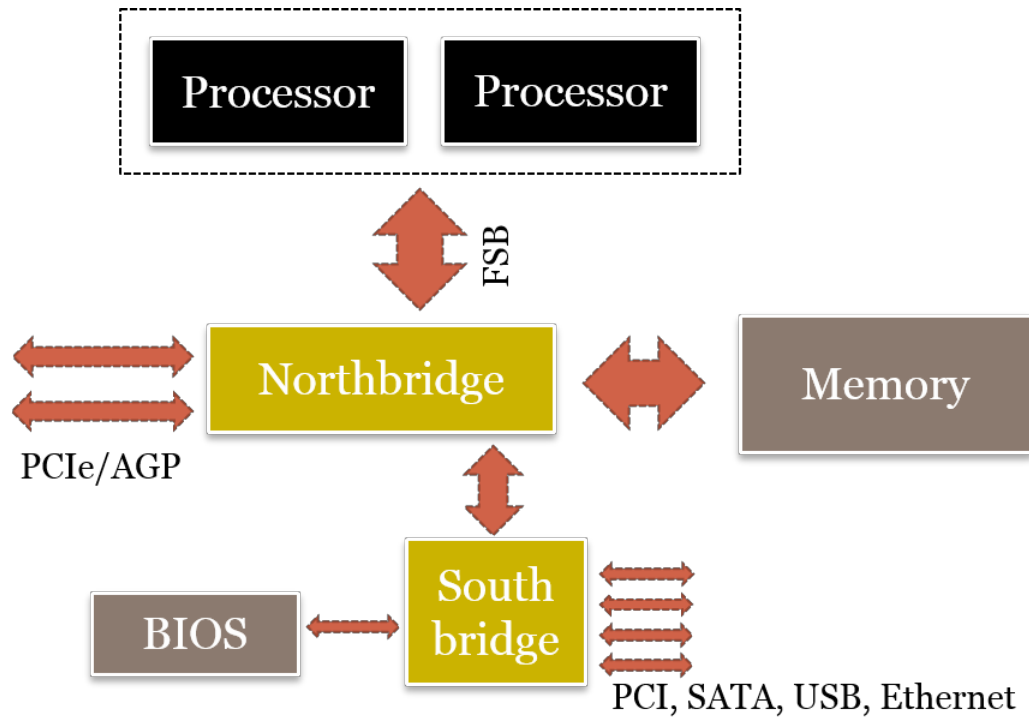 Processor
Processor
FSB
Northbridge
Memory
PCIe/AGP
South
bridge
BIOS
PCI, SATA, USB, Ethernet